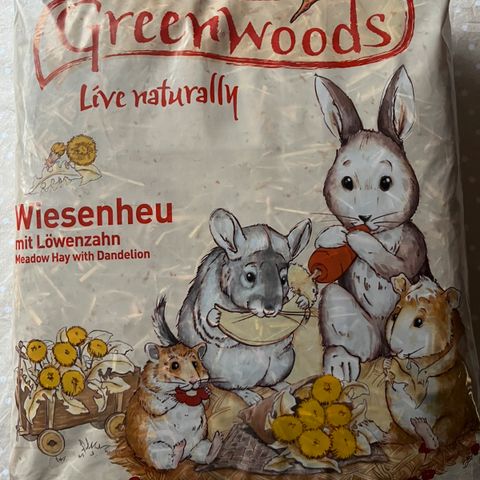 Greenwoods
Live naturally
Wiesenheu
mit Löwenzahn
Meadow Hay with Dandelion